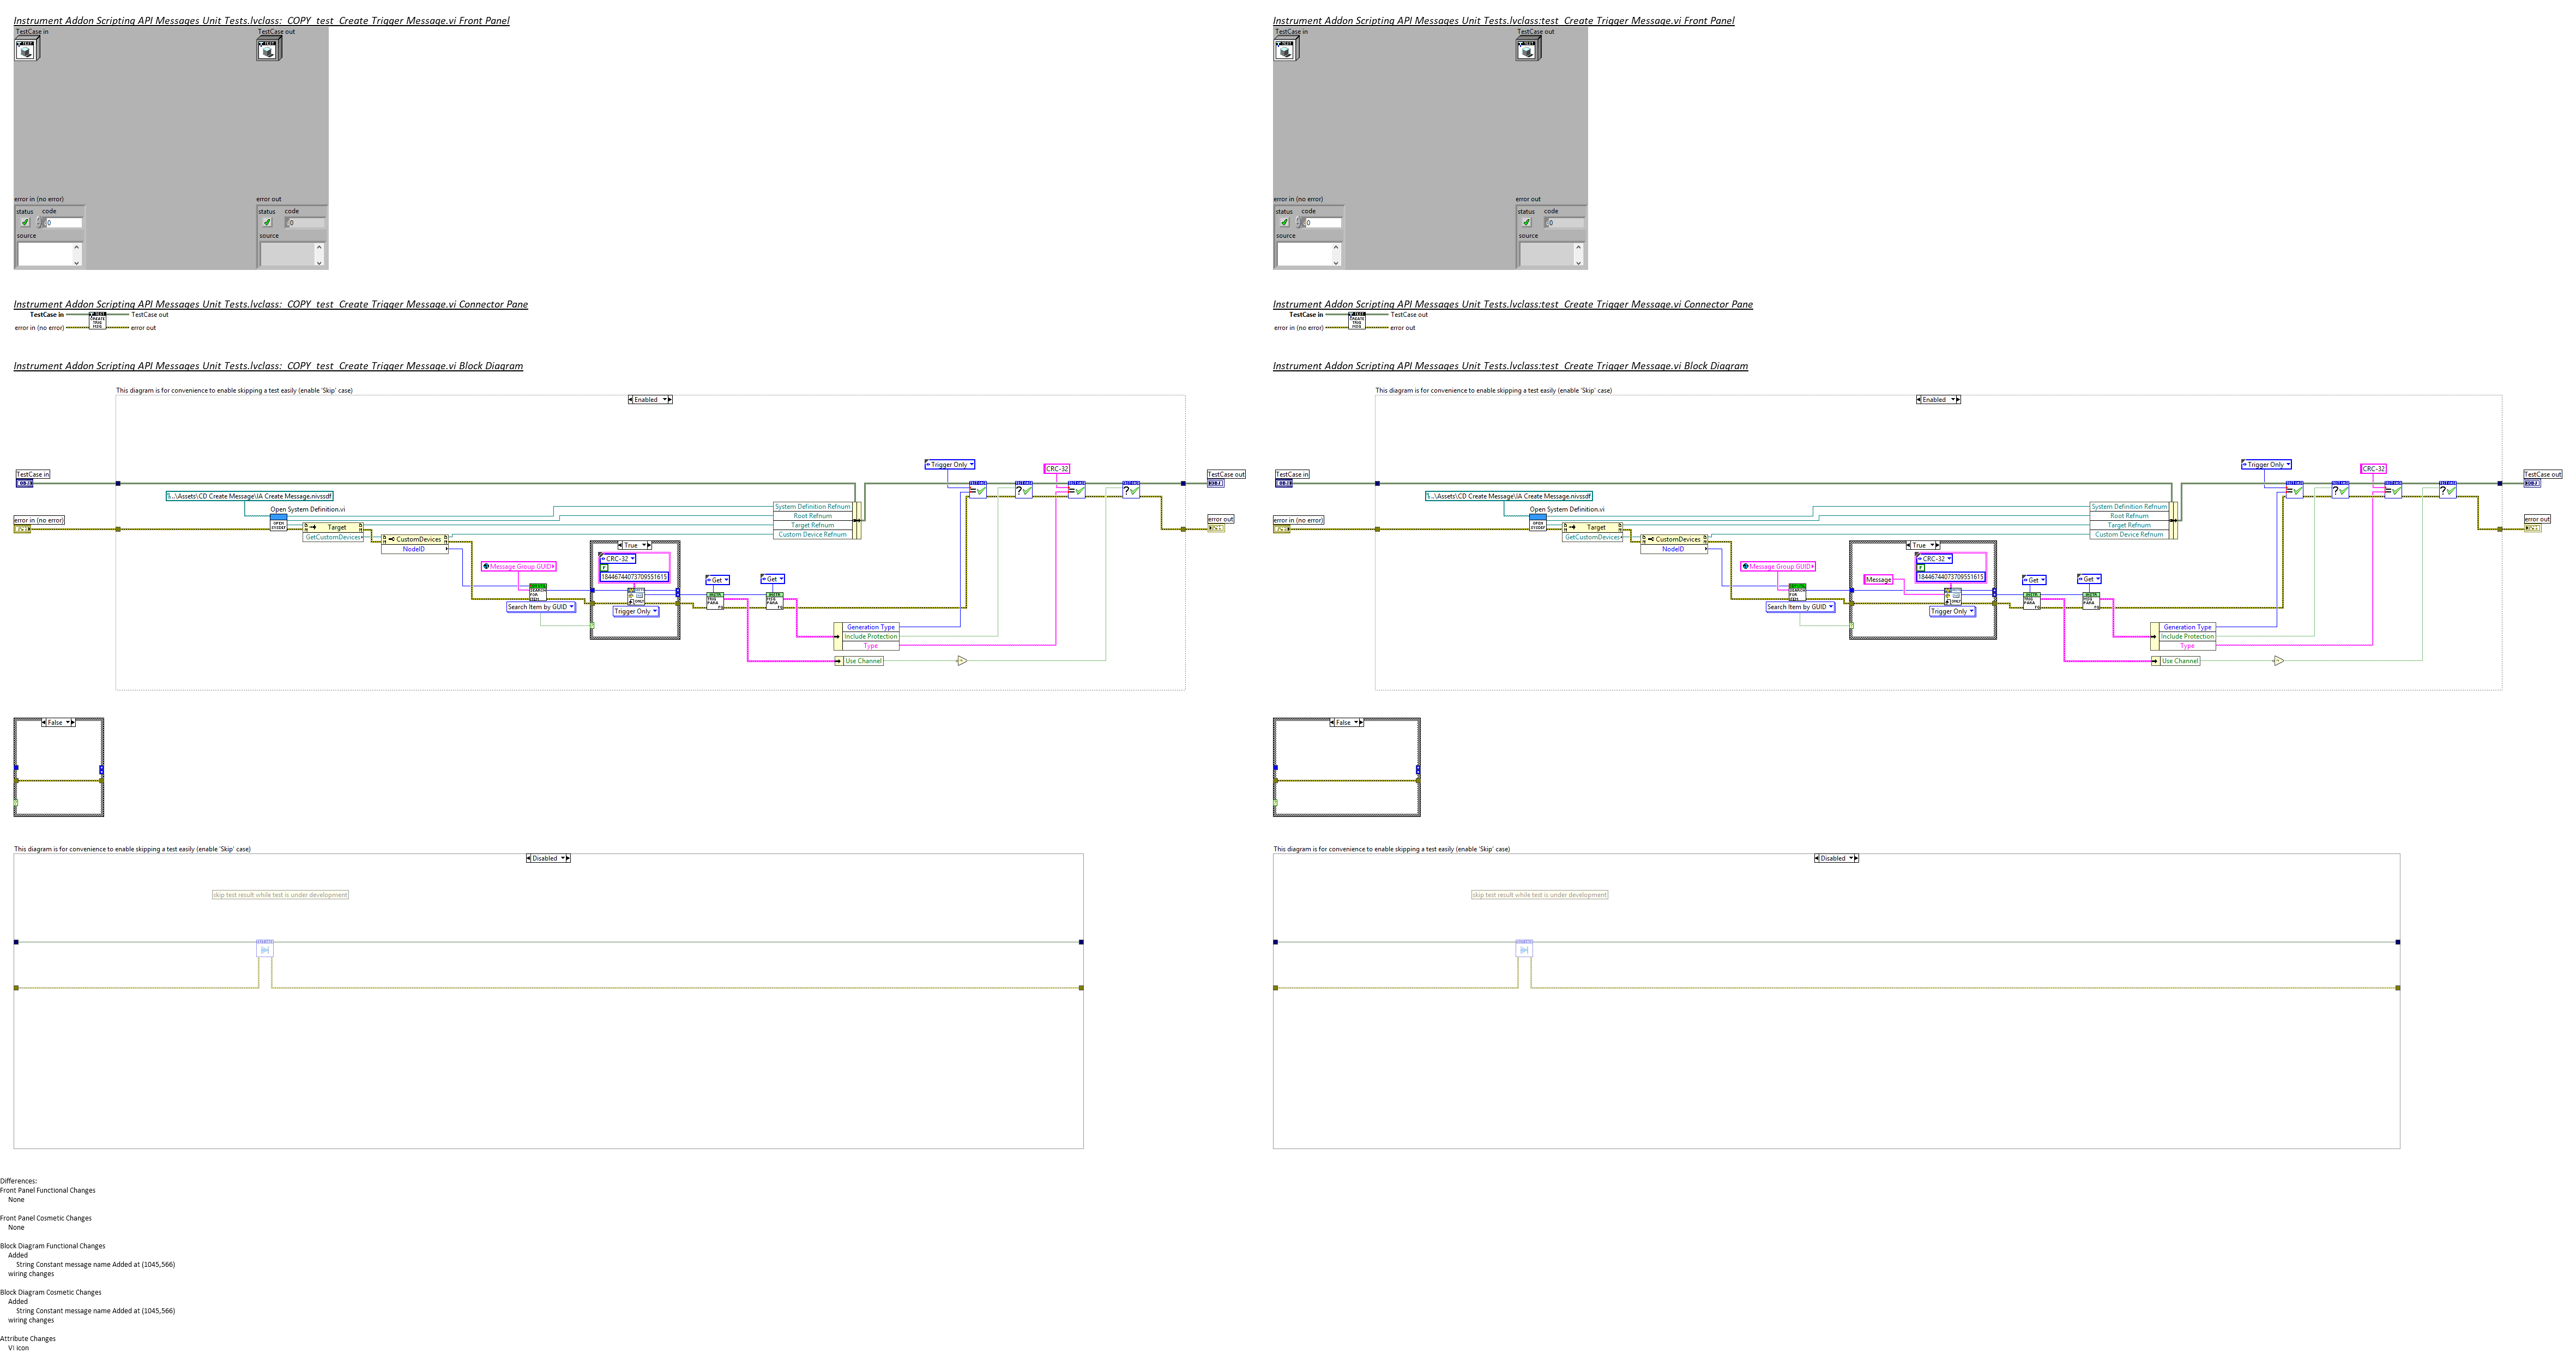 Instrument Addon Scripting API Messages Unit Tests.lvclass:_COPY_test_Create Trigger Message.vi Front Panel
TestCase in
TestCase out
error in (no error)
error out
status code
0
source
status code
0
source
Instrument Addon Scripting API Messages Unit Tests.lvclass:_COPY_test_Create Trigger Message.vi Connector Pane
TestCase in
TestCase out
error in (no error)
error out
Instrument Addon Scripting API Messages Unit Tests.lvclass:_COPY_test_Create Trigger Message.vi Block Diagram
This diagram is for convenience to enable skipping a test easily (enable 'Skip' case)
Enabled
Trigger Only
CRC-32
TestCase in
TestCase out
..\Assets\CD Create Message\IA Create Message.nivssdf
Open System Definition.vi
System Definition Refnum
Root Refnum
Target Refnum
Custom Device Refnum
error in (no error)
error out
Target
GetCustomDevices
CustomDevices
NodeID
True
CRC-32
F
18446744073709551615
Message Group GUID
Get
Get
Search Item by GUID
Trigger Only
Generation Type
Include Protection
Type
Use Channel
False
This diagram is for convenience to enable skipping a test easily (enable 'Skip' case)
Disabled
skip test result while test is under development
Instrument Addon Scripting API Messages Unit Tests.lvclass:test_Create Trigger Message.vi Front Panel
TestCase in
TestCase out
error in (no error)
error out
status code
0
source
status code
0
source
Instrument Addon Scripting API Messages Unit Tests.lvclass:test_Create Trigger Message.vi Connector Pane
TestCase in
TestCase out
error in (no error)
error out
Instrument Addon Scripting API Messages Unit Tests.lvclass:test_Create Trigger Message.vi Block Diagram
This diagram is for convenience to enable skipping a test easily (enable 'Skip' case)
Enabled
Trigger Only
CRC-32
TestCase in
TestCase out
..\Assets\CD Create Message\IA Create Message.nivssdf
Open System Definition.vi
System Definition Refnum
Root Refnum
Target Refnum
Custom Device Refnum
error in (no error)
error out
Target
GetCustomDevices
CustomDevices
NodeID
True
CRC-32
F
18446744073709551615
Message Group GUID
Message
Get
Get
Search Item by GUID
Trigger Only
Generation Type
Include Protection
Type
Use Channel
False
This diagram is for convenience to enable skipping a test easily (enable 'Skip' case)
Disabled
skip test result while test is under development
Differences:
Front Panel Functional Changes
None
Front Panel Cosmetic Changes
None
Block Diagram Functional Changes
Added
String Constant message name Added at (1045,566)
wiring changes
Block Diagram Cosmetic Changes
Added
String Constant message name Added at (1045,566)
wiring changes
Attribute Changes
VI icon